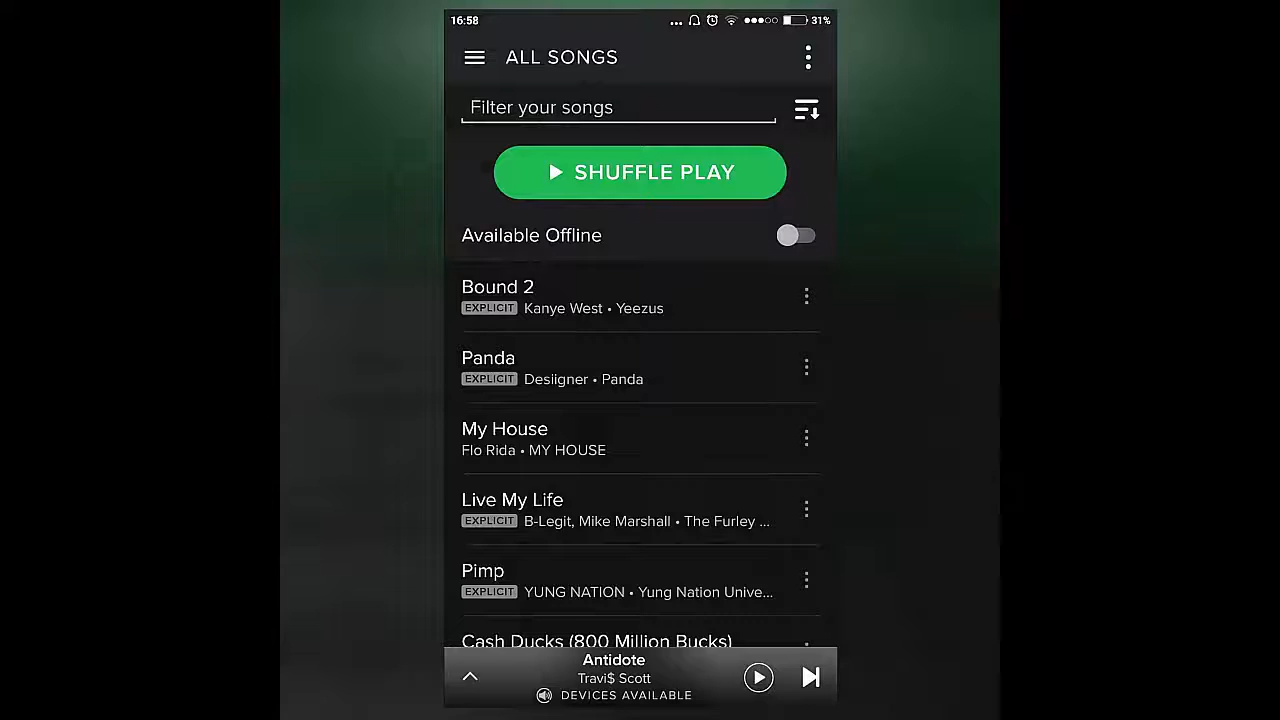 16:58 31%
ALL SONGS
Filter your songs
SHUFFLE PLAY
Available Offline
Bound 2
EXPLICIT Kanye West • Yeezus
Panda
EXPLICIT Desiigner • Panda
My House
Flo Rida • MY HOUSE
Live My Life
EXPLICIT B-Legit, Mike Marshall • The Furley ...
Pimp
EXPLICIT YUNG NATION • Yung Nation Unive...
Cash Ducks (800 Million Bucks)
Antidote
Travi$ Scott
DEVICES AVAILABLE